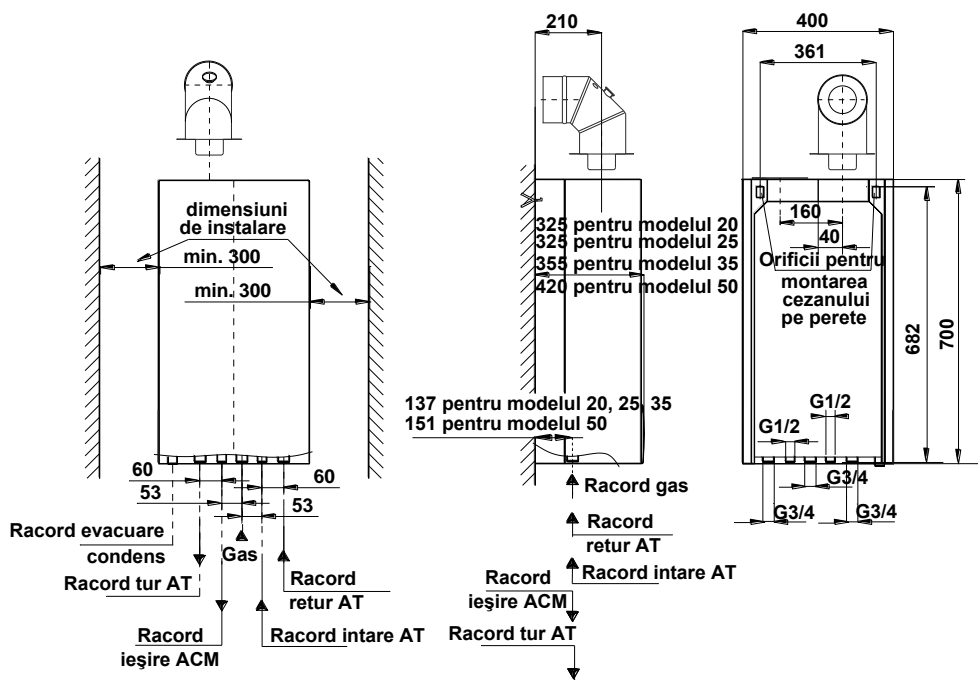 210
400
361
dimensiuni
de instalare
min. 300
min. 300
325 pentru modelul 20
325 pentru modelul 25
355 pentru modelul 35
420 pentru modelul 50
160
40
Orificii pentru
montarea
cezanului
pe perete
682
700
137 pentru modelul 20, 25, 35
151 pentru modelul 50
G1/2
G1/2
60
60
53
53
G3/4
G3/4
G3/4
Racord evacuare
condens
Gas
Racord tur AT
Racord
retur AT
Racord
ieşire ACM
Racord intare AT
Racord gas
Racord
retur AT
Racord intare AT
Racord
ieşire ACM
Racord tur AT